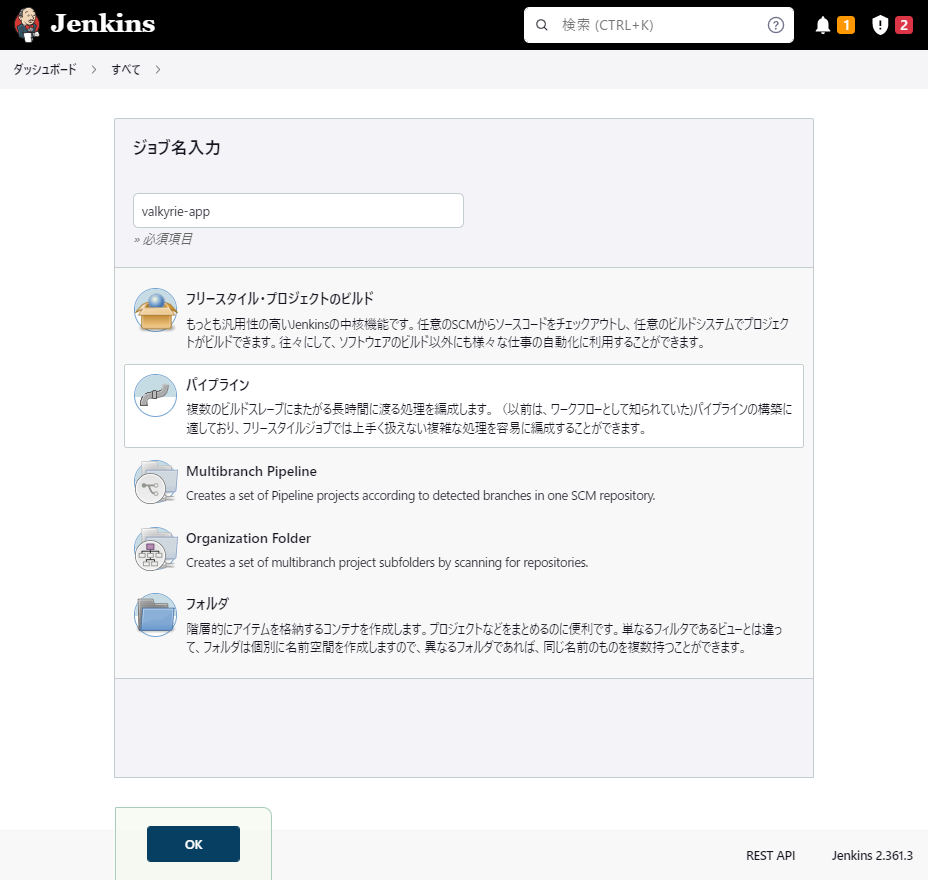 Jenkins
検索 (CTRL+K)
1
2
ダッシュボード
すべて
ジョブ名入力
valkyrie-app
» 必須項目
フリースタイル・プロジェクトのビルド
もっとも汎用性の高いJenkinsの中核機能です。任意のSCMからソースコードをチェックアウトし、任意のビルドシステムでプロジェク
トがビルドできます。往々にして、ソフトウェアのビルド以外にも様々な仕事の自動化に利用することができます。
パイプライン
複数のビルドスレーブにまたがる長時間に渡る処理を編成します。 （以前は、ワークフローとして知られていた)パイプラインの構築に
適しており、フリースタイルジョブでは上手く扱えない複雑な処理を容易に編成することができます。
Multibranch Pipeline
Creates a set of Pipeline projects according to detected branches in one SCM repository.
Organization Folder
Creates a set of multibranch project subfolders by scanning for repositories.
フォルダ
階層的にアイテムを格納するコンテナを作成します。プロジェクトなどをまとめるのに便利です。単なるフィルタであるビューとは違っ
て、フォルダは個別に名前空間を作成しますので、異なるフォルダであれば、同じ名前のものを複数持つことができます。
OK
REST API
Jenkins 2.361.3